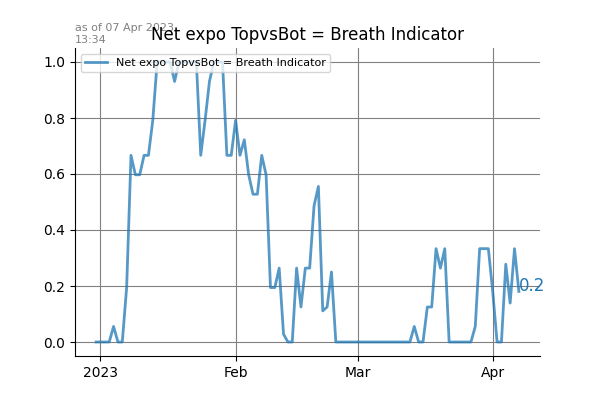 as of 07 Apr 2023
13:34
Net expo TopvsBot = Breath Indicator
Net expo TopvsBot = Breath Indicator
1.0
0.8
0.6
0.4
0.2
0.0
0.2
2023
Feb
Mar
Apr